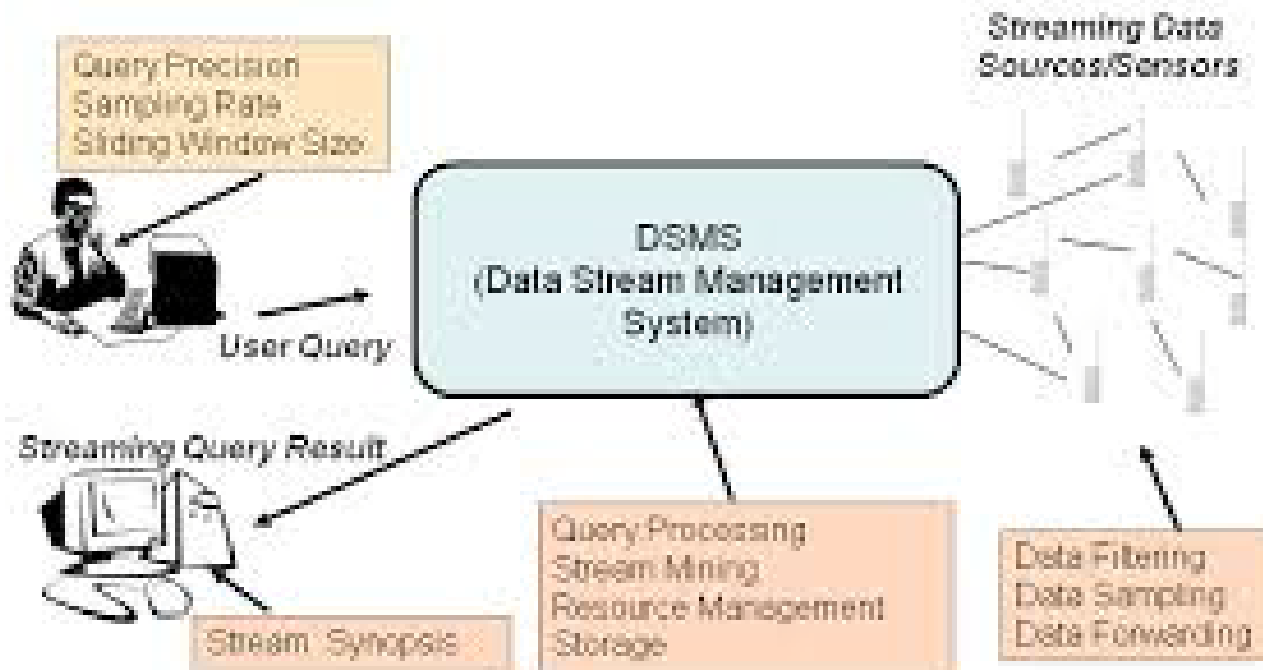 Streaming Data
Sources/Sensors
Query Precision
Sampling Rate
Sliding Window Size
DSMS
(Data Stream Management
System)
User Query
Streaming Query Result
Query Processing
Stream Mining
Resource Management
Storage
Data Filtering
Data Sampling
Data Forwarding
Stream Synopsis